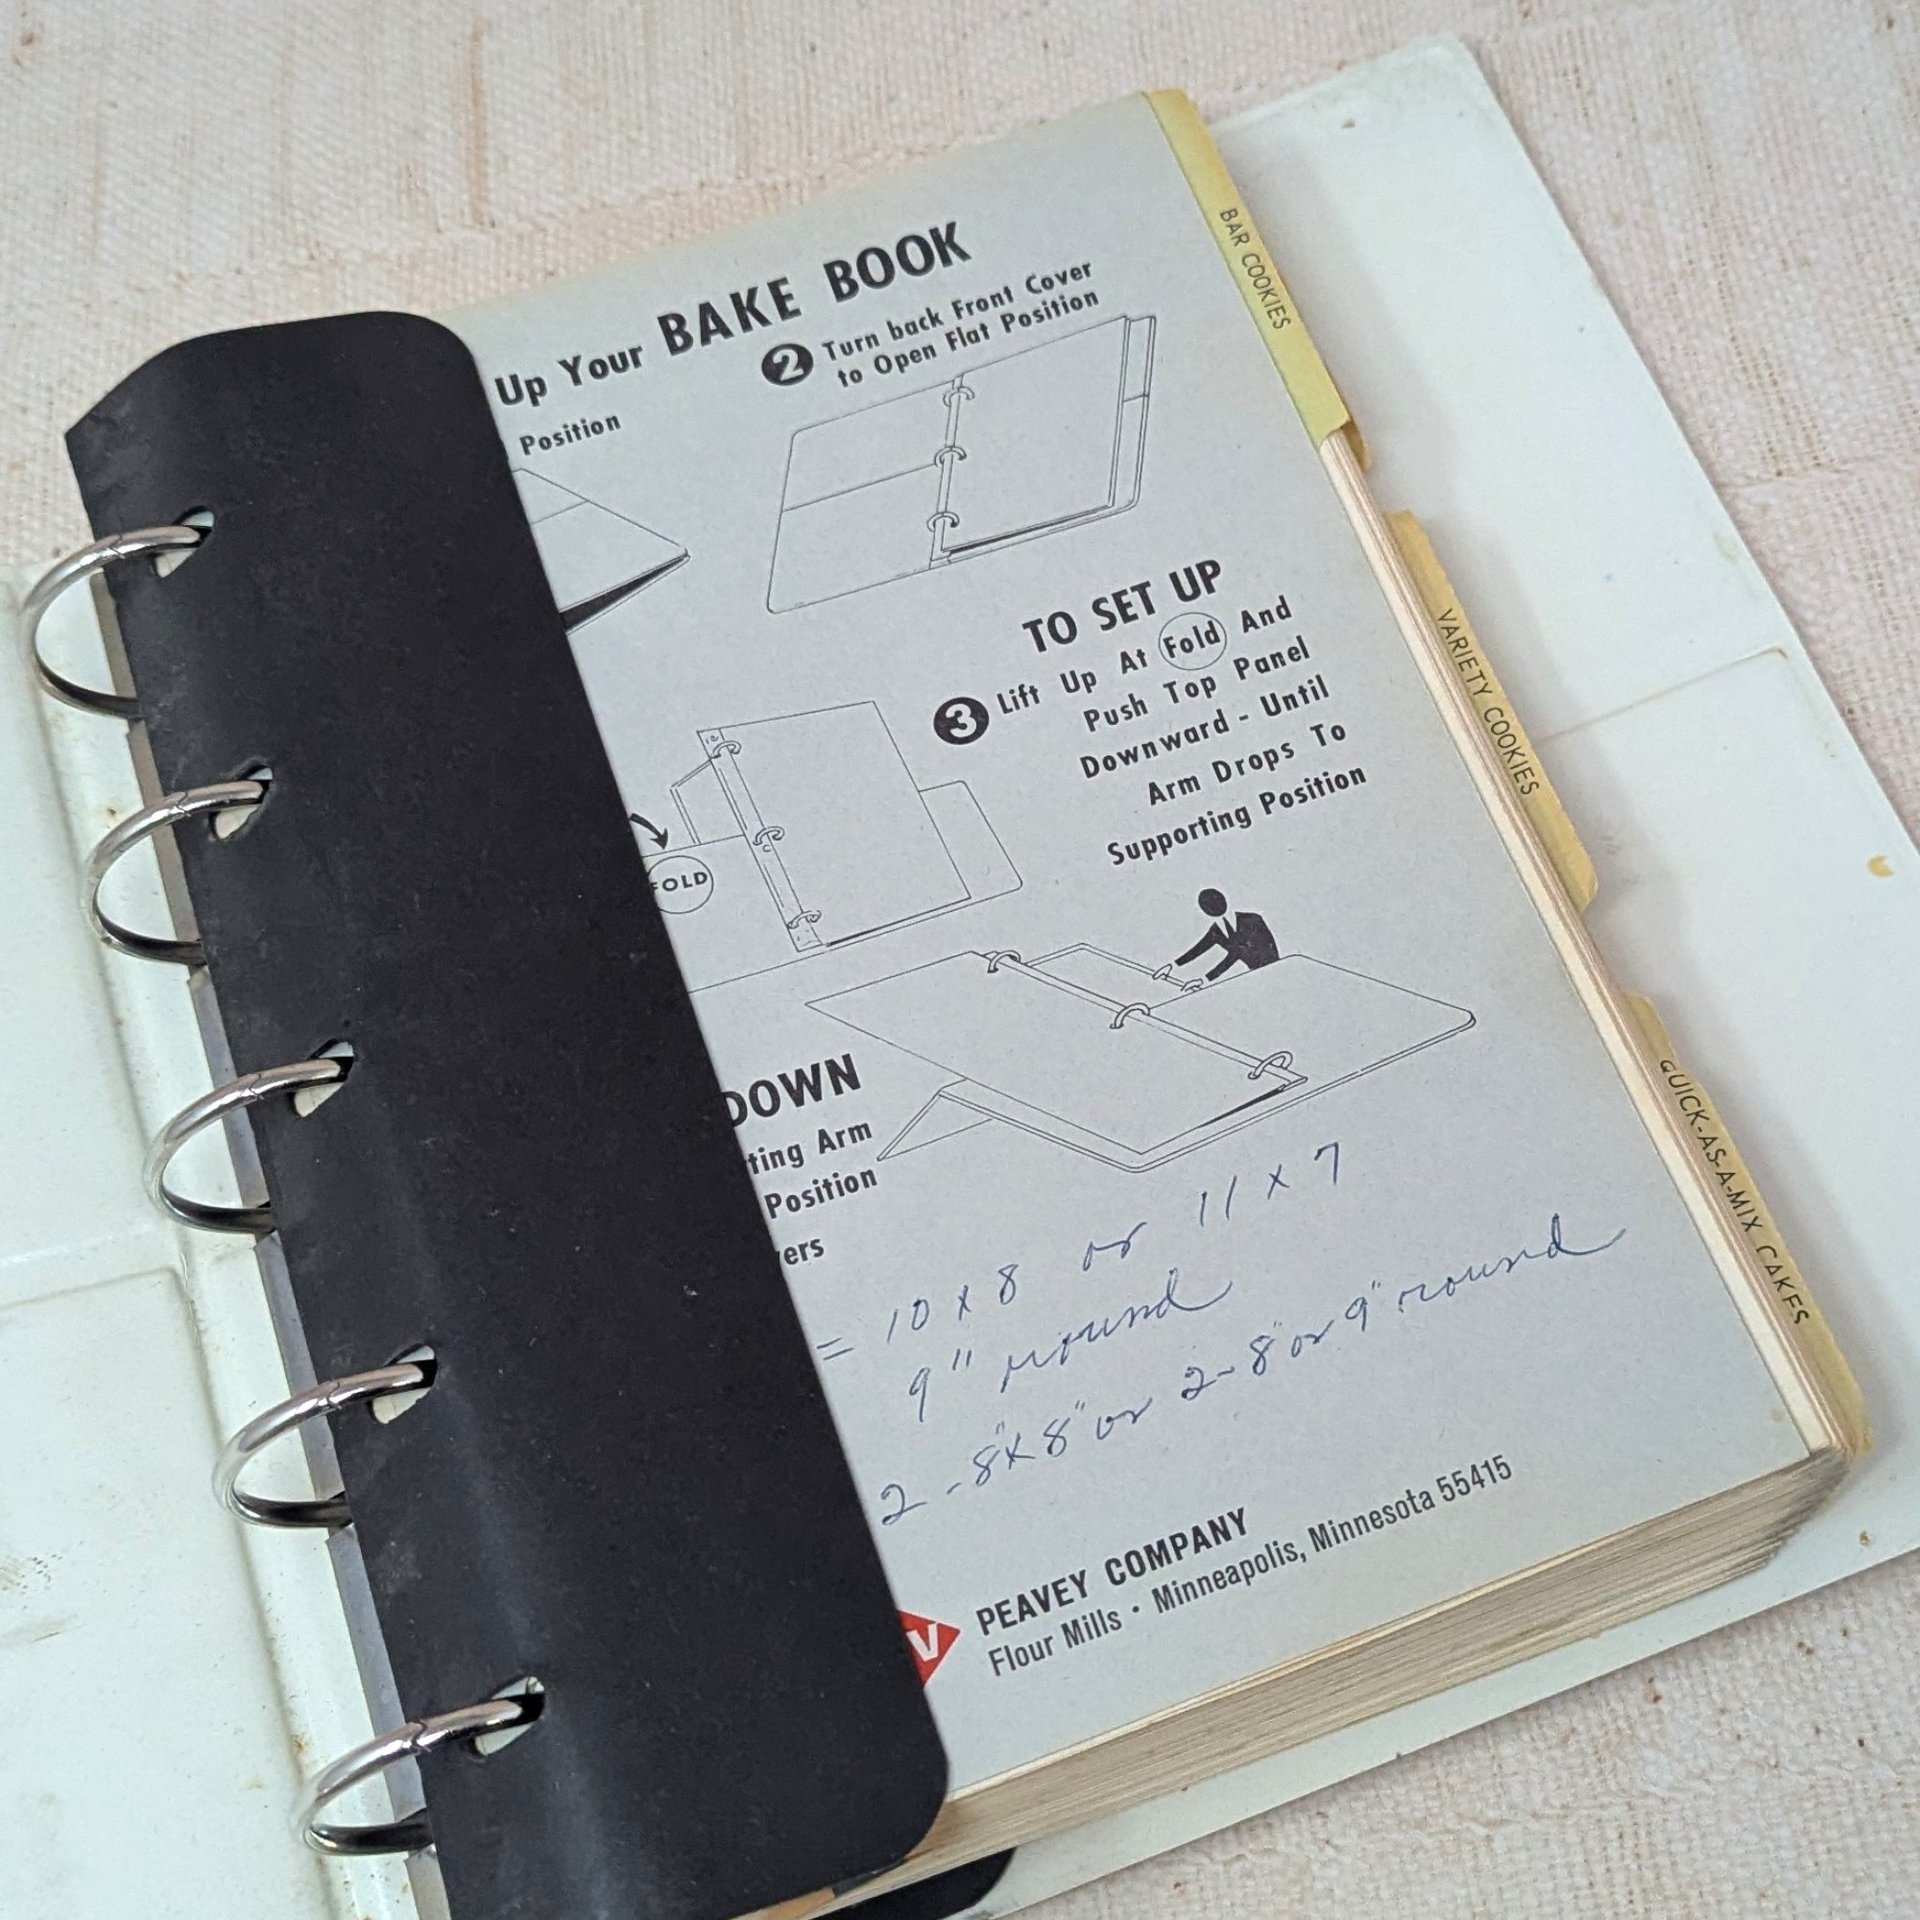 Up Your BAKE BOOK
Position
2 Turn back Front Cover
to Open Flat Position
TO SET UP
3 Lift Up At Fold And
Push Top Panel
Downward - Until
Arm Drops To
Supporting Position
FOLD
DOWN
ting Arm
Position
ers
= 10 x 8 or 11 x 7
9" round
2 - 8"x 8" or 2 - 8" or 9" round
V
PEAVEY COMPANY
Flour Mills • Minneapolis, Minnesota 55415
BAR COOKIES
VARIETY COOKIES
QUICK-AS-A-MIX CAKES